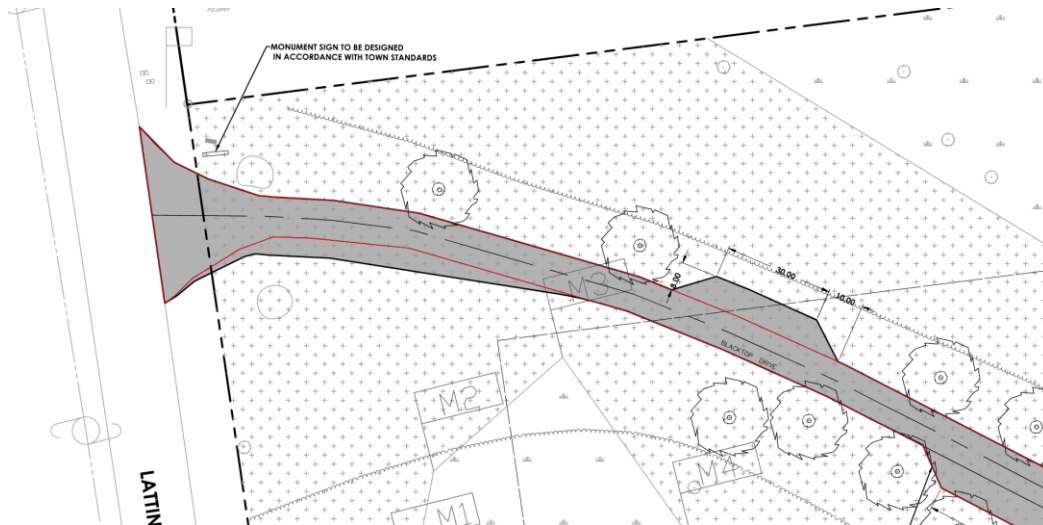 MONUMENT SIGN TO BE DESIGNED
IN ACCORDANCE WITH TOWN STANDARDS
30.00
8.00
10.00
M3
BLACKTOP DRIVE
M2
M4
LATTIN
M1